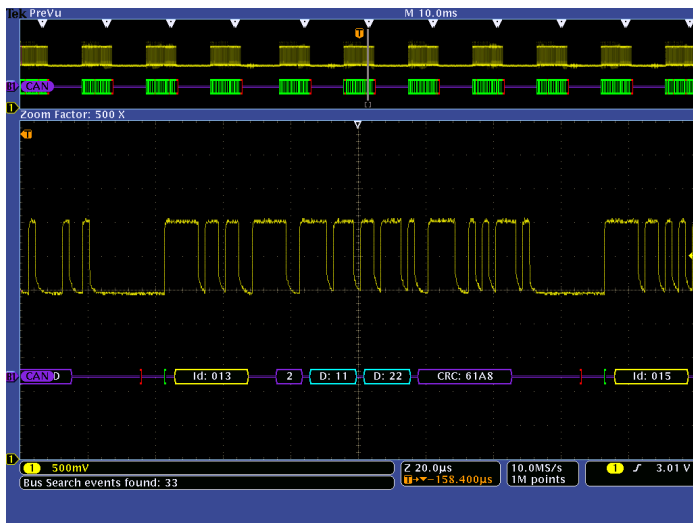 Tek PreVu M 10.0ms
T
B1 CAN
1
Zoom Factor: 500 X
T
B1 CAN D Id: 013 2 D: 11 D: 22 CRC: 61A8 Id: 015
1
1 500mV Z 20.0µs 10.0MS/s 1 ∫ 3.01 V
T→▼-158.400µs 1M points
Bus Search events found: 33